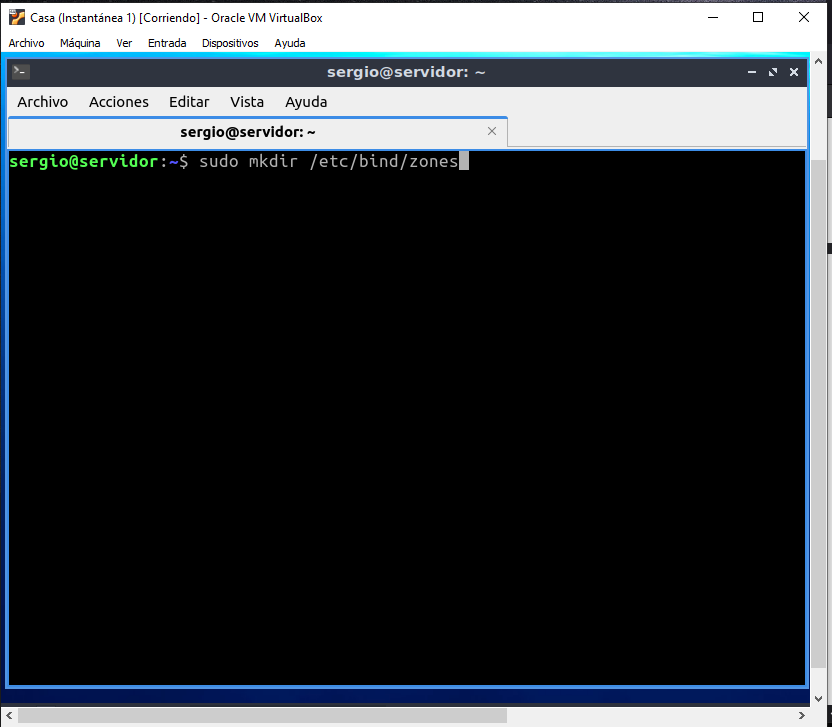 Casa (Instantánea 1) [Corriendo] - Oracle VM VirtualBox
Archivo Máquina Ver Entrada Dispositivos Ayuda
sergio@servidor: ~
Archivo Acciones Editar Vista Ayuda
sergio@servidor: ~
sergio@servidor:~$ sudo mkdir /etc/bind/zones